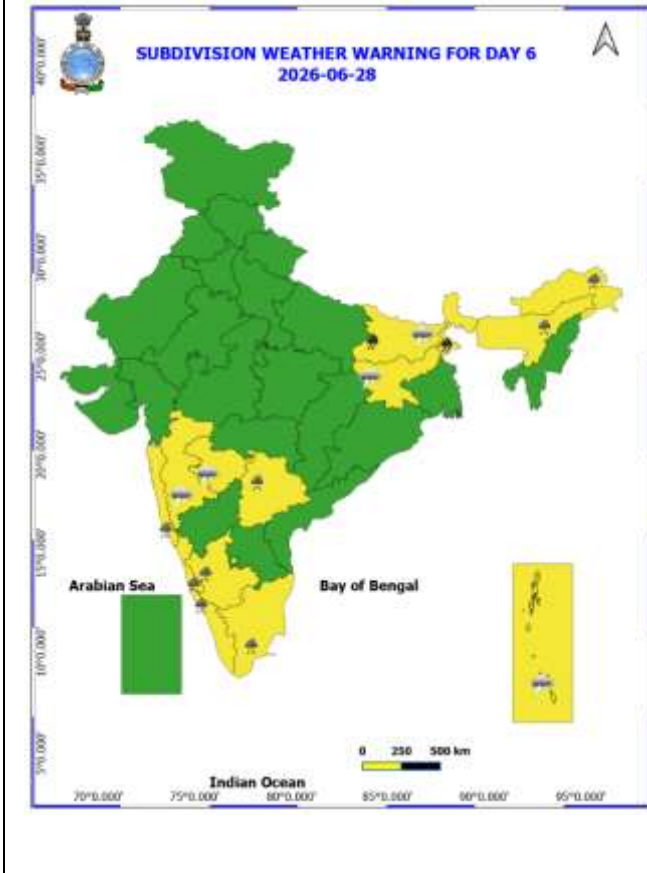 SUBDIVISION WEATHER WARNING FOR DAY 6
2026-06-28
40°0.000'
35°0.000'
30°0.000'
25°0.000'
20°0.000'
15°0.000'
10°0.000'
5°0.000'
Arabian Sea
Bay of Bengal
0 250 500 km
Indian Ocean
70°0.000' 75°0.000' 80°0.000' 85°0.000' 90°0.000' 95°0.000'